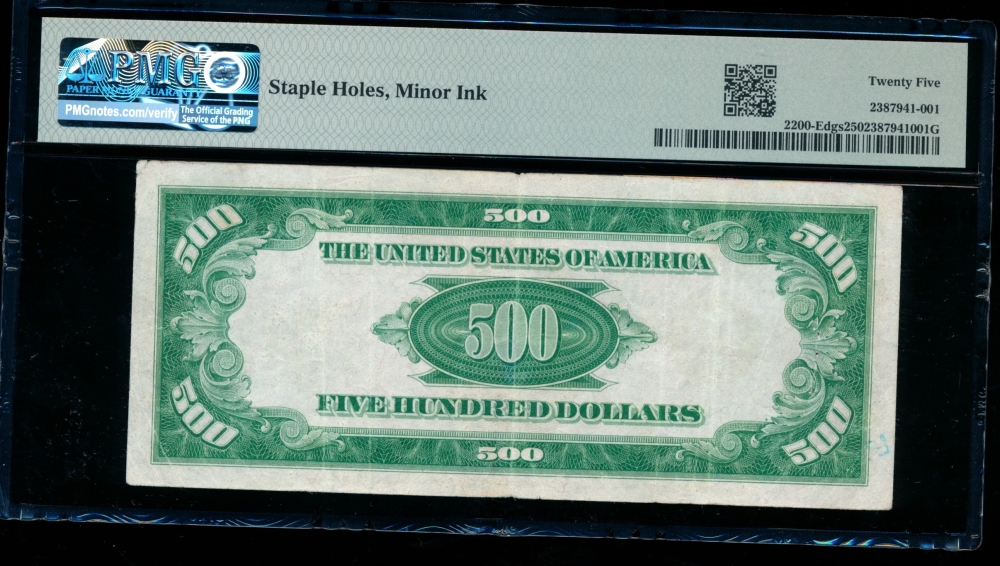 PMG
PAPER MONEY GUARANTY
PMGnotes.com/verify
The Official Grading
Service of the PNG
Staple Holes, Minor Ink
Twenty Five
2387941-001
2200-Edgs2502387941001G
500
500
500
THE UNITED STATES OF AMERICA
500
FIVE HUNDRED DOLLARS
500
500
500